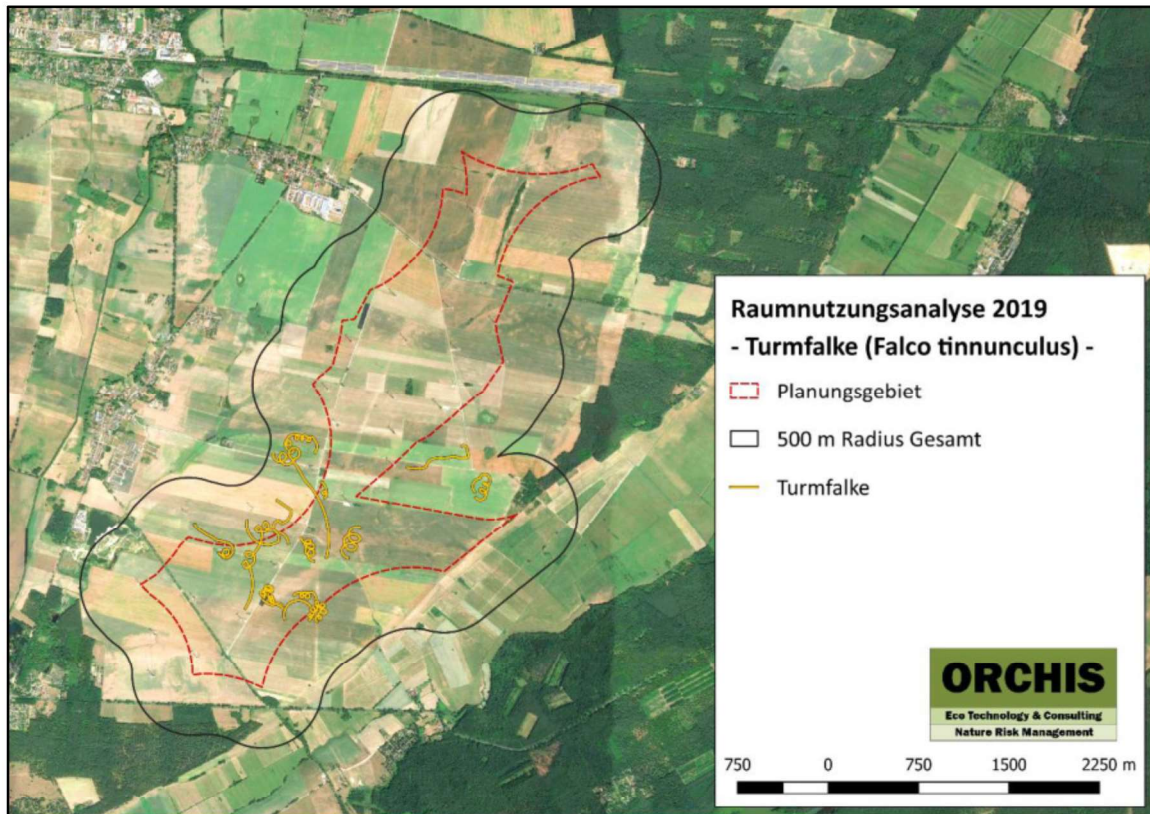 Raumnutzungsanalyse 2019
- Turmfalke (Falco tinnunculus) -
Planungsgebiet
500 m Radius Gesamt
Turmfalke
ORCHIS
Eco Technology & Consulting
Nature Risk Management
750 0 750 1500 2250 m